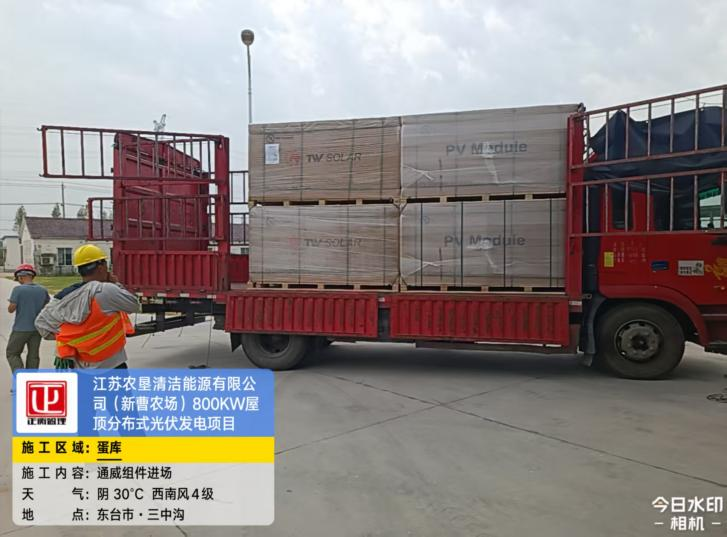 TW SOLAR
PV Module
TW SOLAR
PV Module
正衡管理
江苏农垦清洁能源有限公
司（新曹农场）800KW屋
顶分布式光伏发电项目
施工区域：蛋库
施工内容：通威组件进场
天气：阴 30℃ 西南风4级
地点：东台市·三中沟
今日水印
-相机-